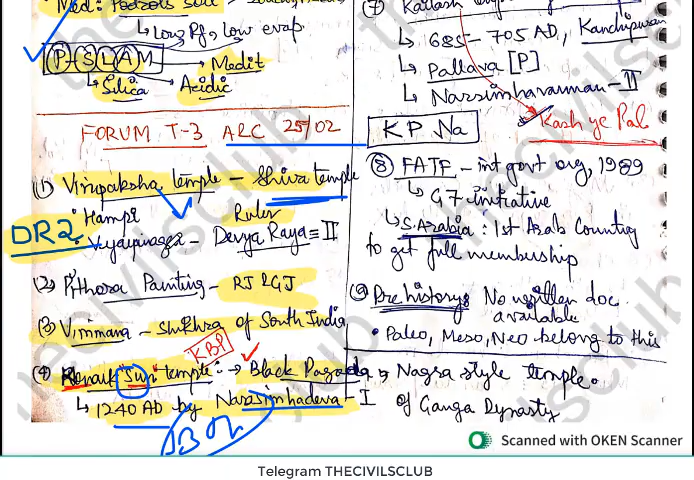 Med: Podzols Soil -
↳ Long Pf, Low evap
PHSLAM → Medit
↳ Silica → Acidic
FORUM T-3 ARC 25/02
(1) Virupaksha temple - Shiva temple
Hampi Ruler
DR2 Vijayanagar - Devya Raya = II
(2) Pithora Painting - RJ & GJ
(3) Vimmana - Shikhra of South India
KBP
(4) Konark "Sun" temple: → Black Pagoda, Nagra style temple.
↳ 1240 AD by Narasimhadeva - I of Ganga Dynasty
(7) Kailash
↳ 685 - 705 AD, Kanchipuram
↳ Pallava [P]
↳ Narsimhavarman - II
KP Na Kash ye Pal
(8) FATF - int govt org, 1989
↳ G7 initiative
↳ S. Arabia : 1st Arab Country
to get full membership
(9) Pre history: No written doc.
available
• Paleo, Meso, Neo belong to this
thecivilsclub
Scanned with OKEN Scanner
Telegram THECIVILSCLUB